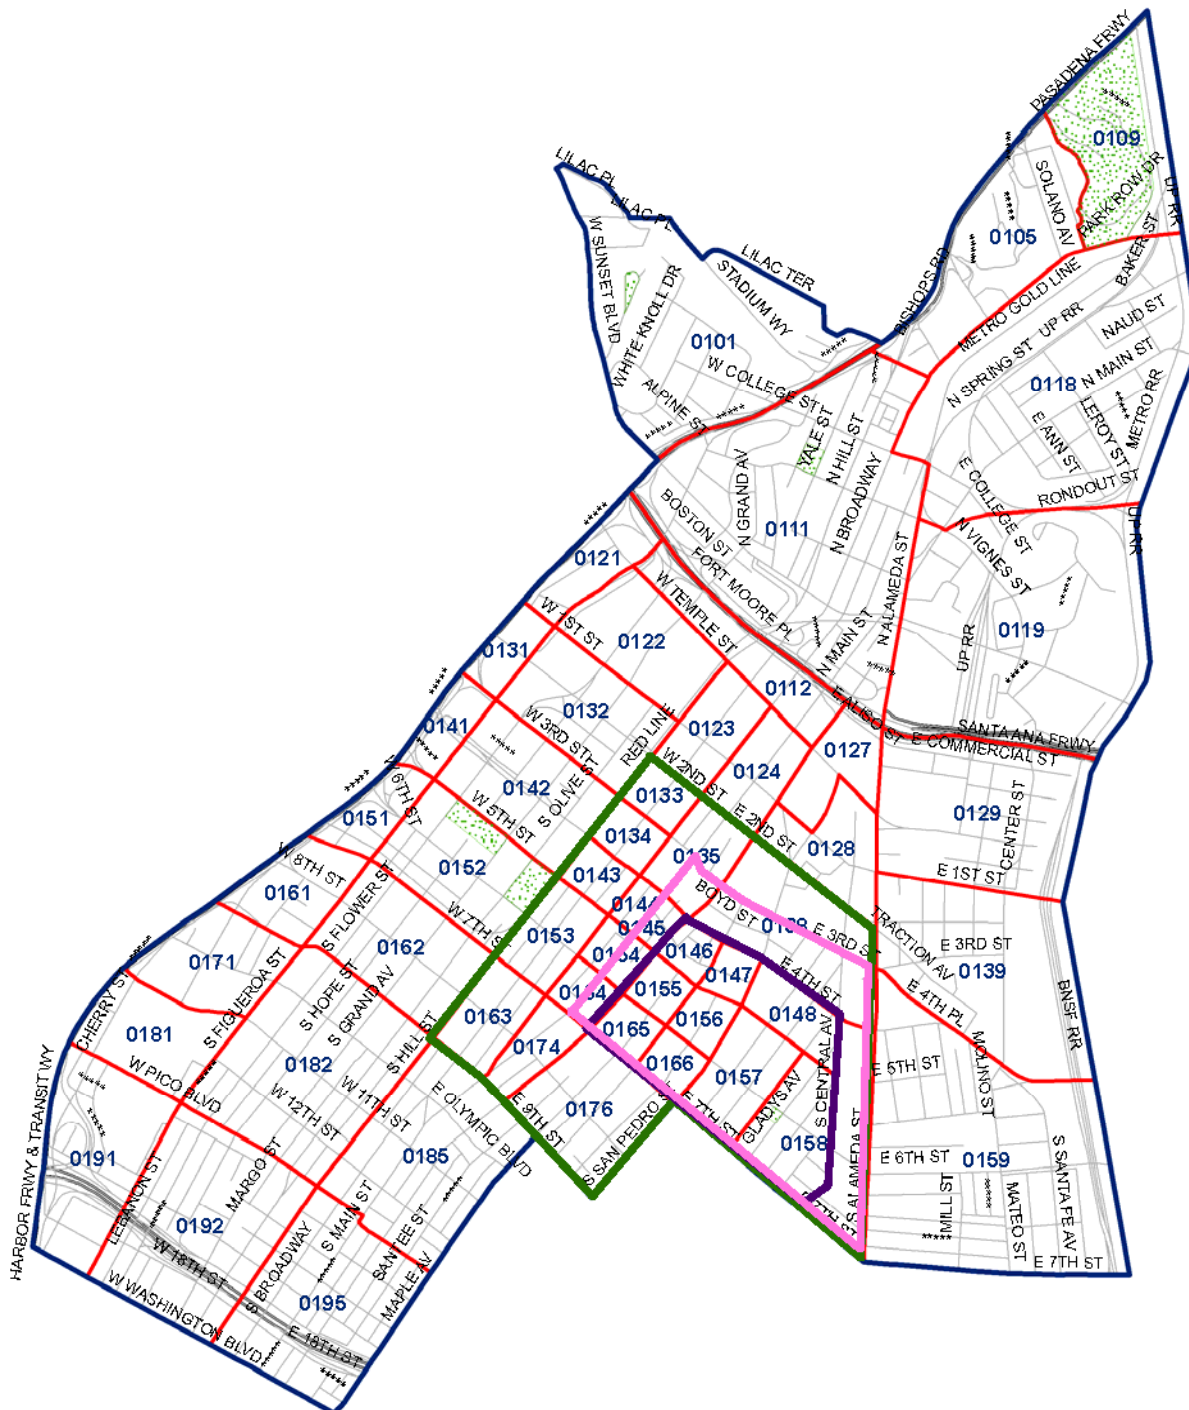 PASADENA FRWY
*****
0109
LILAC PL
*****
SOLANO AV
PARK ROW DR
UP RR
LILAC PL
*****
0105
BAKER ST
W SUNSET BLVD
LILAC TER
*****
BISHOPS RD
METRO GOLD LINE
STADIUM WY
WHITE KNOLL DR
UP RR
NAUD ST
0101
*****
N SPRING ST
N MAIN ST
W COLLEGE ST
*****
0118
ALPINE ST
*****
*****
YALE ST
N HILL ST
LEROY ST
*****
METRO RR
E ANN ST
*****
N GRAND AV
N BROADWAY
E COLLEGE ST
RONDOUT ST
BOSTON ST
0111
N VIGNES ST
UP RR
0121
FORT MOORE PL
N ALAMEDA ST
*****
W TEMPLE ST
W 1ST ST
0122
*****
N MAIN ST
0119
UP RR
0131
*****
*****
0112
*****
0132
RED LINE
0123
E ALISO ST
SANTA ANA FRWY
0141
W 3RD ST
*****
W 2ND ST
0127
E COMMERCIAL ST
*****
*****
W 6TH ST
0142
S OLIVE ST
0133
0124
CENTER ST
0151
W 5TH ST
0134
E 2ND ST
0129
0128
W 8TH ST
0152
0143
0135
E 1ST ST
0161
S FLOWER ST
BOYD ST
0144
TRACTION AV
0145
0138
E 3RD ST
E 3RD ST
W 7TH ST
0153
0146
*****
0171
0162
0154
0147
E 4TH ST
0139
CHERRY ST
S FIGUEROA ST
S HOPE ST
S GRAND AV
0164
0155
E 4TH PL
BNSF RR
0181
0163
0165
0156
0148
S HILL ST
0174
S CENTRAL AV
MOLINO ST
HARBOR FRWY & TRANSIT WY
W PICO BLVD
*****
0182
0166
E 5TH ST
*****
*****
W 12TH ST
W 11TH ST
E OLYMPIC BLVD
E 9TH ST
0176
S SAN PEDRO ST
E 7TH ST
0157
GLADYS AV
0191
0158
S ALAMEDA ST
0185
E 6TH ST
0159
LEBANON ST
MARGO ST
*****
*****
MILL ST
MATEO ST
S SANTA FE AV
*****
0192
S MAIN ST
SANTEE ST
E 7TH ST
*****
E 7TH ST
W 18TH ST
S BROADWAY
*****
MAPLE AV
W WASHINGTON BLVD
0195
E 18TH ST
*****
*****